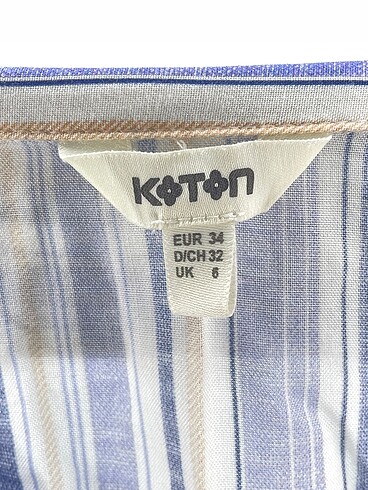 KOTON
EUR 34
D/CH 32
UK 6